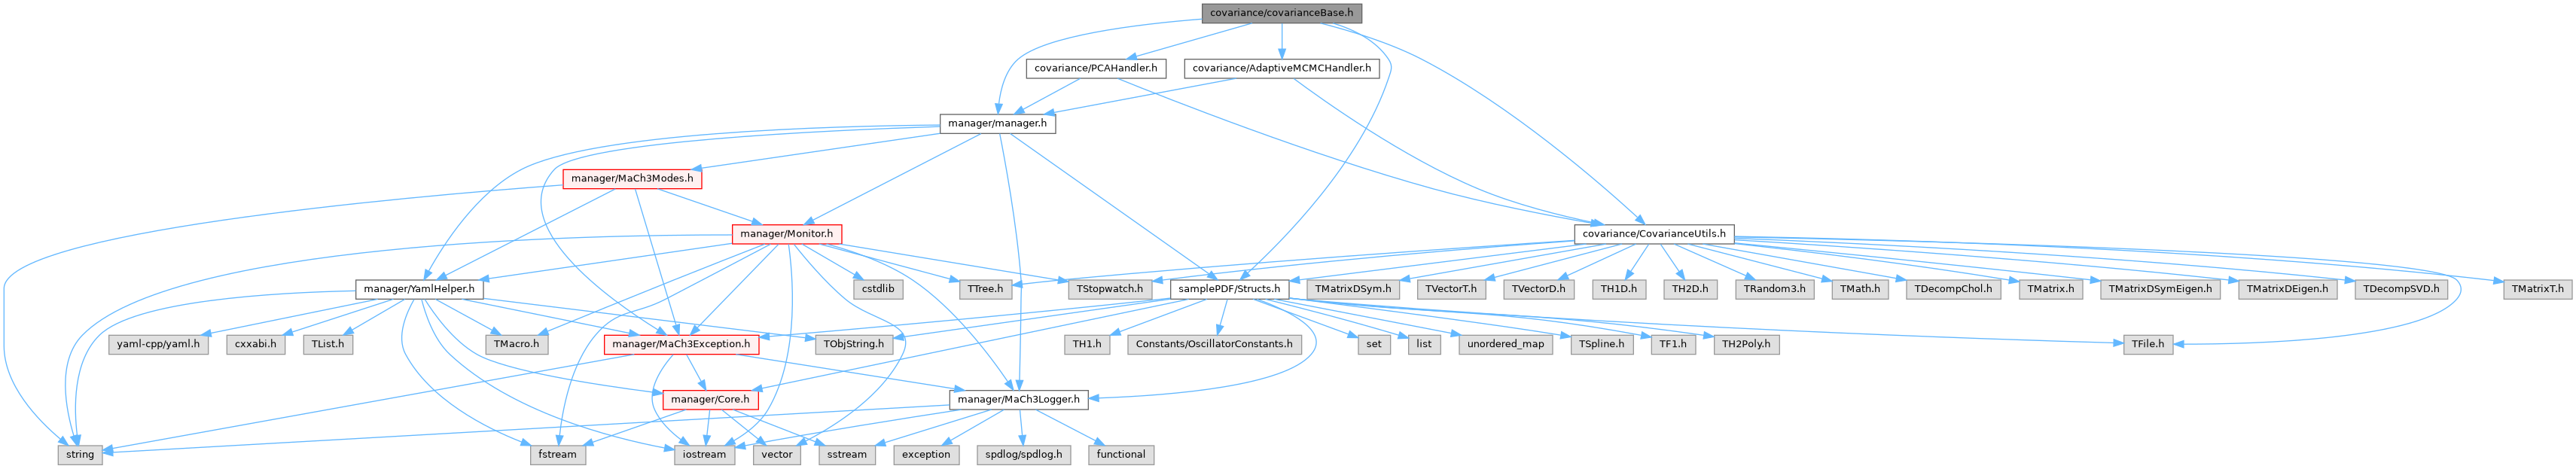 covariance/covarianceBase.h
covariance/PCAHandler.h
covariance/AdaptiveMCMCHandler.h
manager/manager.h
manager/MaCh3Modes.h
manager/Monitor.h
covariance/CovarianceUtils.h
manager/YamlHelper.h
cstdlib
TTree.h
TStopwatch.h
samplePDF/Structs.h
TMatrixDSym.h
TVectorT.h
TVectorD.h
TH1D.h
TH2D.h
TRandom3.h
TMath.h
TDecompChol.h
TMatrix.h
TMatrixDSymEigen.h
TMatrixDEigen.h
TDecompSVD.h
TMatrixT.h
yaml-cpp/yaml.h
cxxabi.h
TList.h
TMacro.h
manager/MaCh3Exception.h
TObjString.h
TH1.h
Constants/OscillatorConstants.h
set
list
unordered_map
TSpline.h
TF1.h
TH2Poly.h
TFile.h
manager/Core.h
manager/MaCh3Logger.h
string
fstream
iostream
vector
sstream
exception
spdlog/spdlog.h
functional